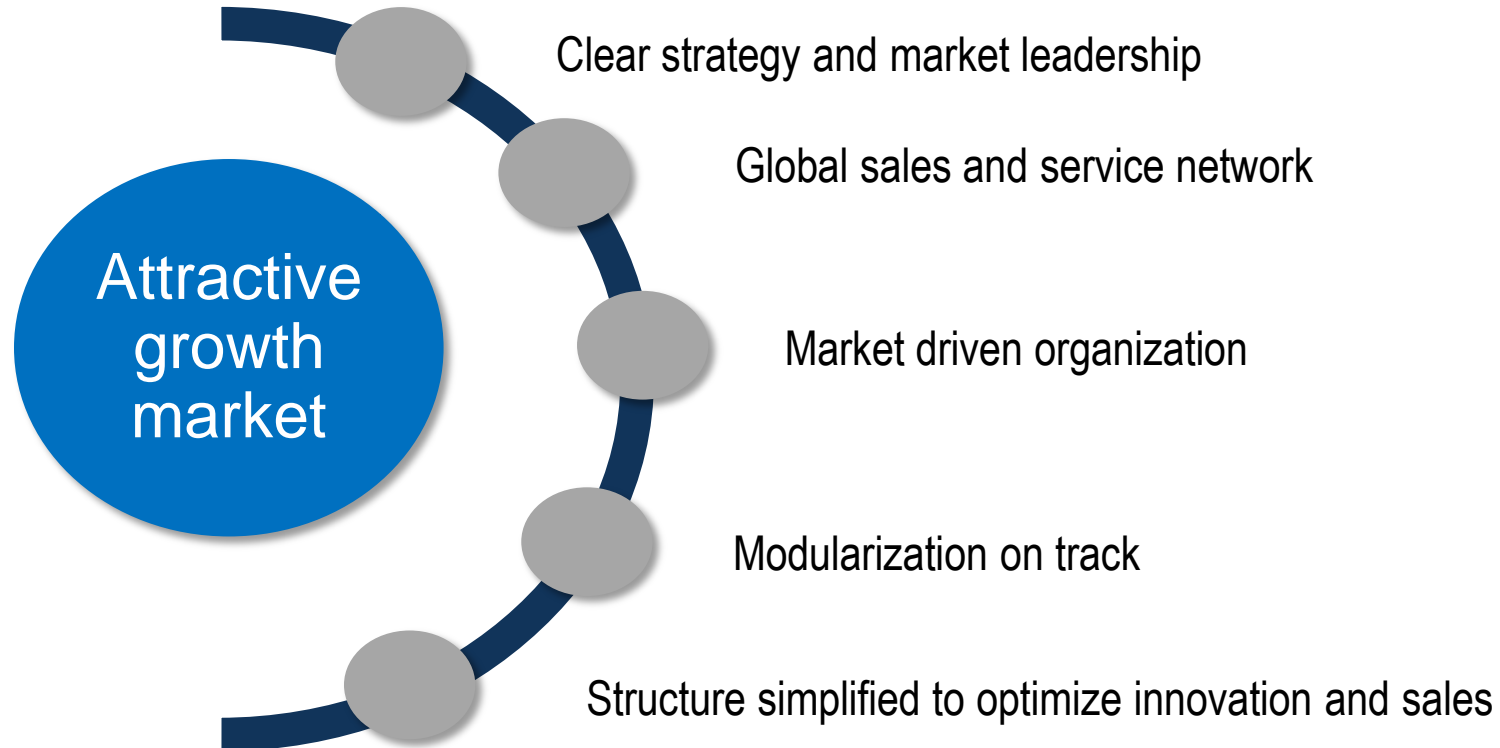 Clear strategy and market leadership
Global sales and service network
Attractive
growth
market
Market driven organization
Modularization on track
Structure simplified to optimize innovation and sales